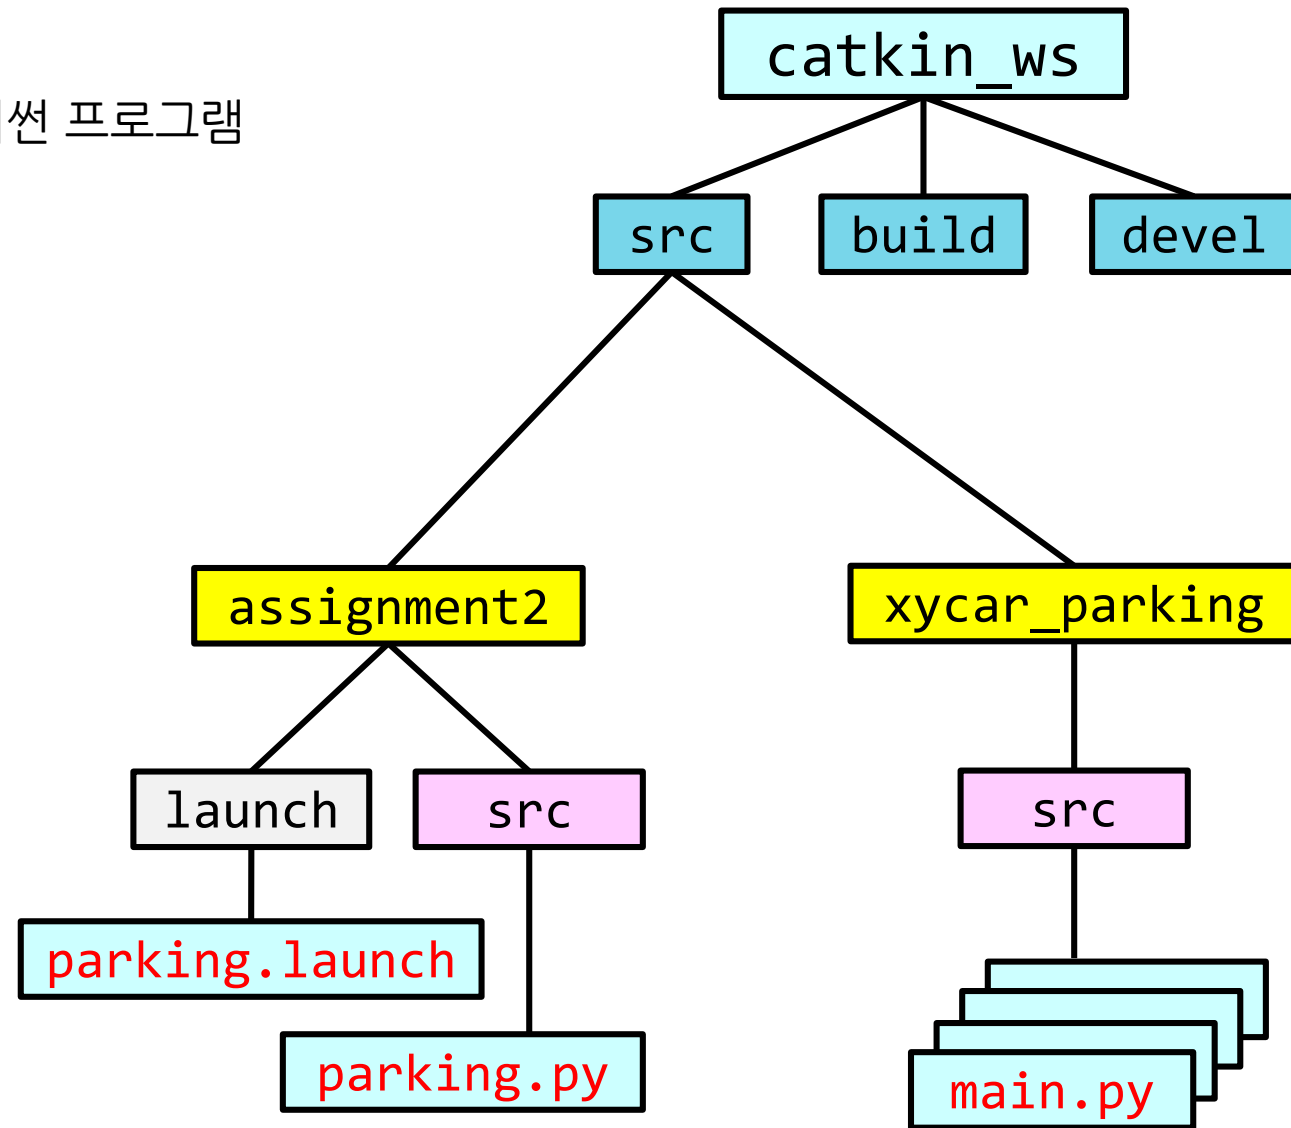 catkin_ws
썬 프로그램
src
build
devel
assignment2
xycar_parking
launch
src
src
parking.launch
parking.py
main.py